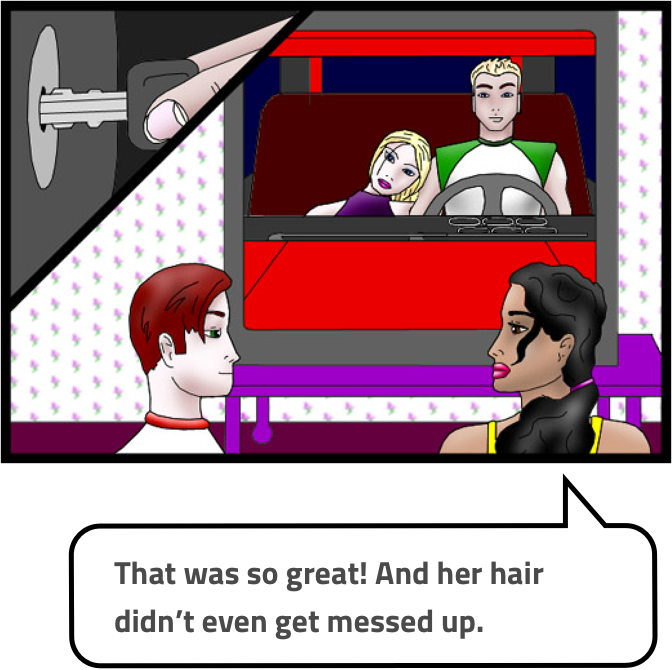 That was so great! And her hair
didn’t even get messed up.